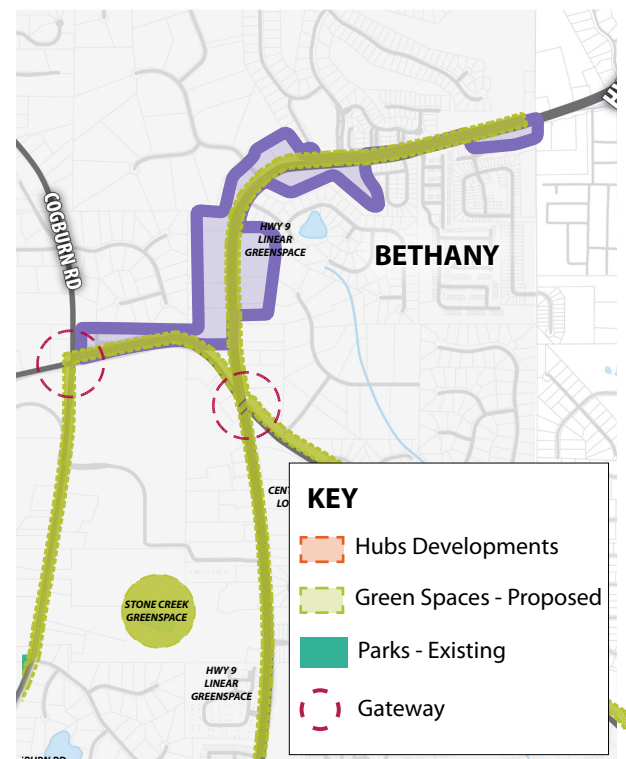 COGBURN RD
HWY 9
LINEAR
GREENSPACE
BETHANY
STONE CREEK
GREENSPACE
HWY 9
LINEAR
GREENSPACE
KEY
Hubs Developments
Green Spaces - Proposed
Parks - Existing
Gateway